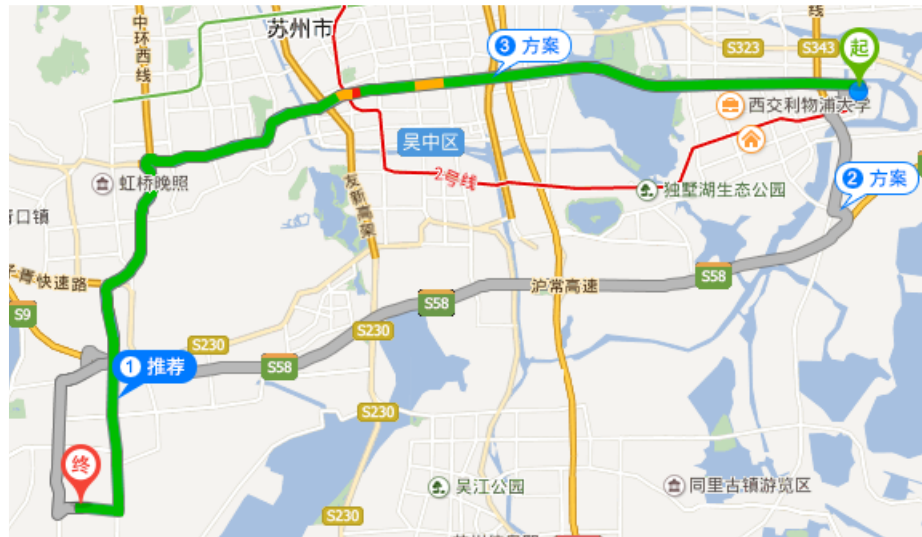 中环西线
苏州市
3 方案
S323
S343
线
起
西交利物浦大学
吴中区
虹桥晚照
2号线
友新高架
独墅湖生态公园
2 方案
口镇
胥快速路
S9
沪常高速
S58
S58
S230
S58
1 推荐
S230
终
吴江公园
同里古镇游览区
S230